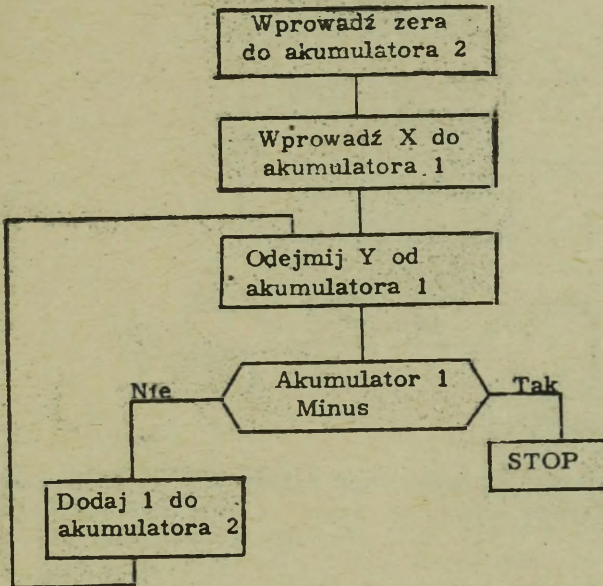 Wprowadź zera
do akumulatora 2
Wprowadź X do
akumulatora 1
Odejmij Y od
akumulatora 1
Akumulator 1
Minus
Nie
Tak
STOP
Dodaj 1 do
akumulatora 2